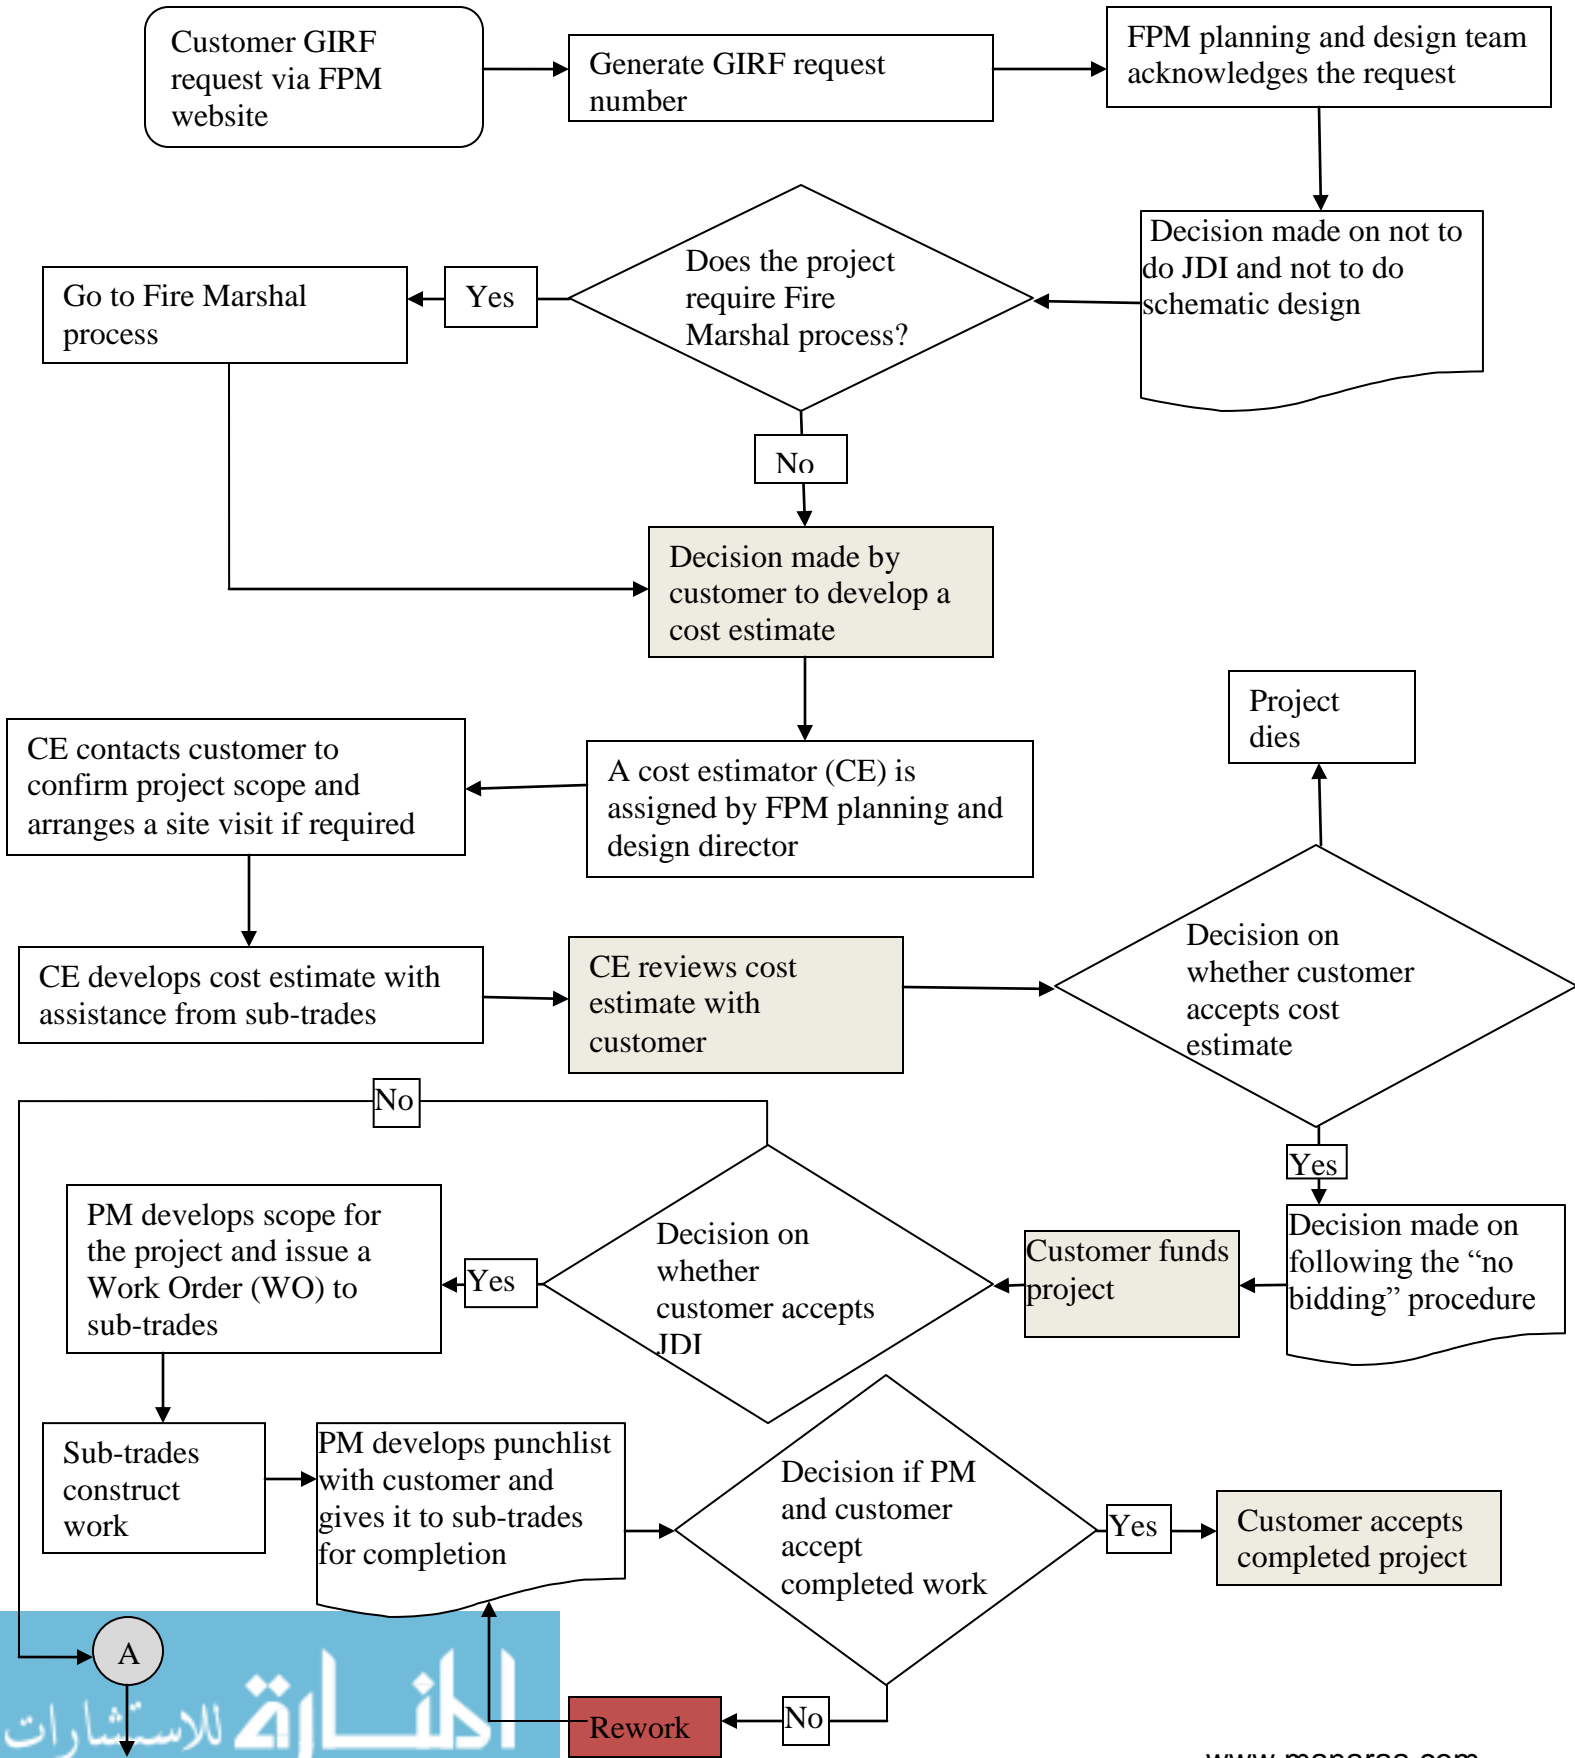 Customer GIRF
request via FPM
website
Generate GIRF request
number
FPM planning and design team
acknowledges the request
Decision made on not to
do JDI and not to do
schematic design
Does the project
require Fire
Marshal process?
Yes
Go to Fire Marshal
process
No
Decision made by
customer to develop a
cost estimate
Project
dies
A cost estimator (CE) is
assigned by FPM planning and
design director
CE contacts customer to
confirm project scope and
arranges a site visit if required
CE develops cost estimate with
assistance from sub-trades
CE reviews cost
estimate with
customer
Decision on
whether customer
accepts cost
estimate
Yes
Decision made on
following the “no
bidding” procedure
Customer funds
project
Decision on
whether
customer accepts
JDI
No
Yes
PM develops scope for
the project and issue a
Work Order (WO) to
sub-trades
Sub-trades
construct
work
PM develops punchlist
with customer and
gives it to sub-trades
for completion
Decision if PM
and customer
accept
completed work
Yes
Customer accepts
completed project
No
Rework
A
المنارة للاستشارات
www.manaraa.com